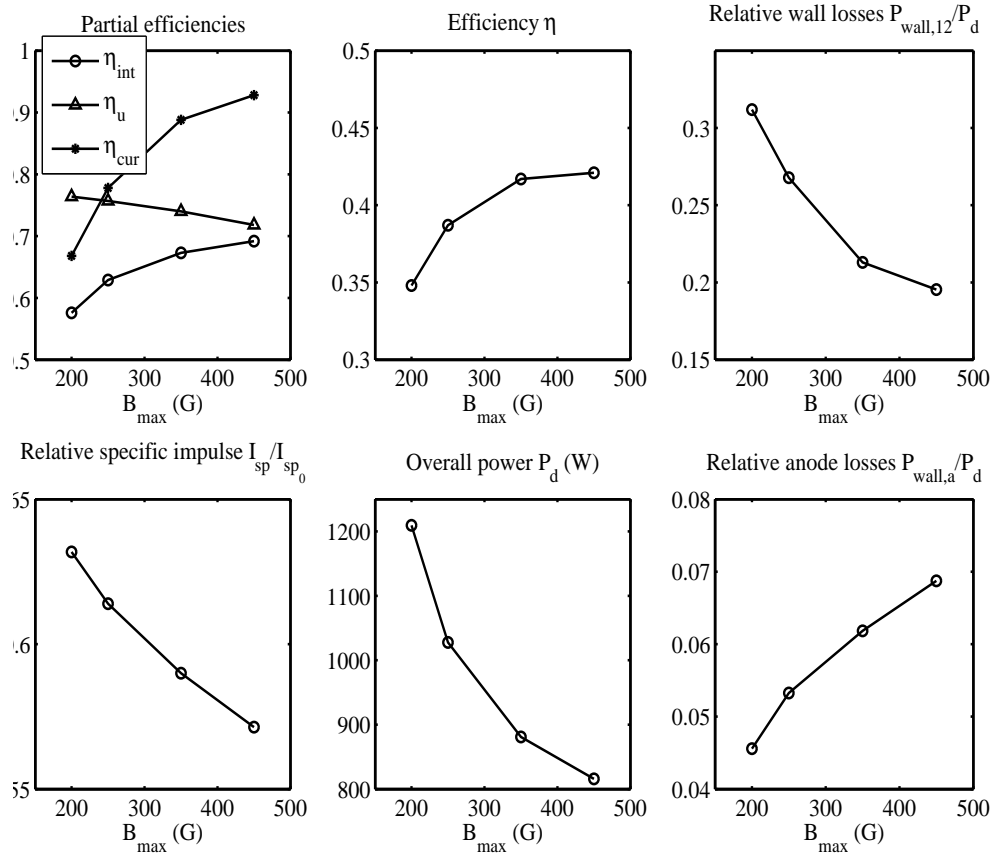 Partial efficiencies
η_int
η_u
η_cur
1
.9
.8
.7
.6
.5
200 300 400 500
B_max (G)
Efficiency η
0.5
0.45
0.4
0.35
0.3
200 300 400 500
B_max (G)
Relative wall losses P_wall,12/P_d
0.3
0.25
0.2
0.15
200 300 400 500
B_max (G)
Relative specific impulse I_sp/I_sp_0
65
.6
55
200 300 400 500
B_max (G)
Overall power P_d (W)
1200
1100
1000
900
800
200 300 400 500
B_max (G)
Relative anode losses P_wall,a/P_d
0.08
0.07
0.06
0.05
0.04
200 300 400 500
B_max (G)